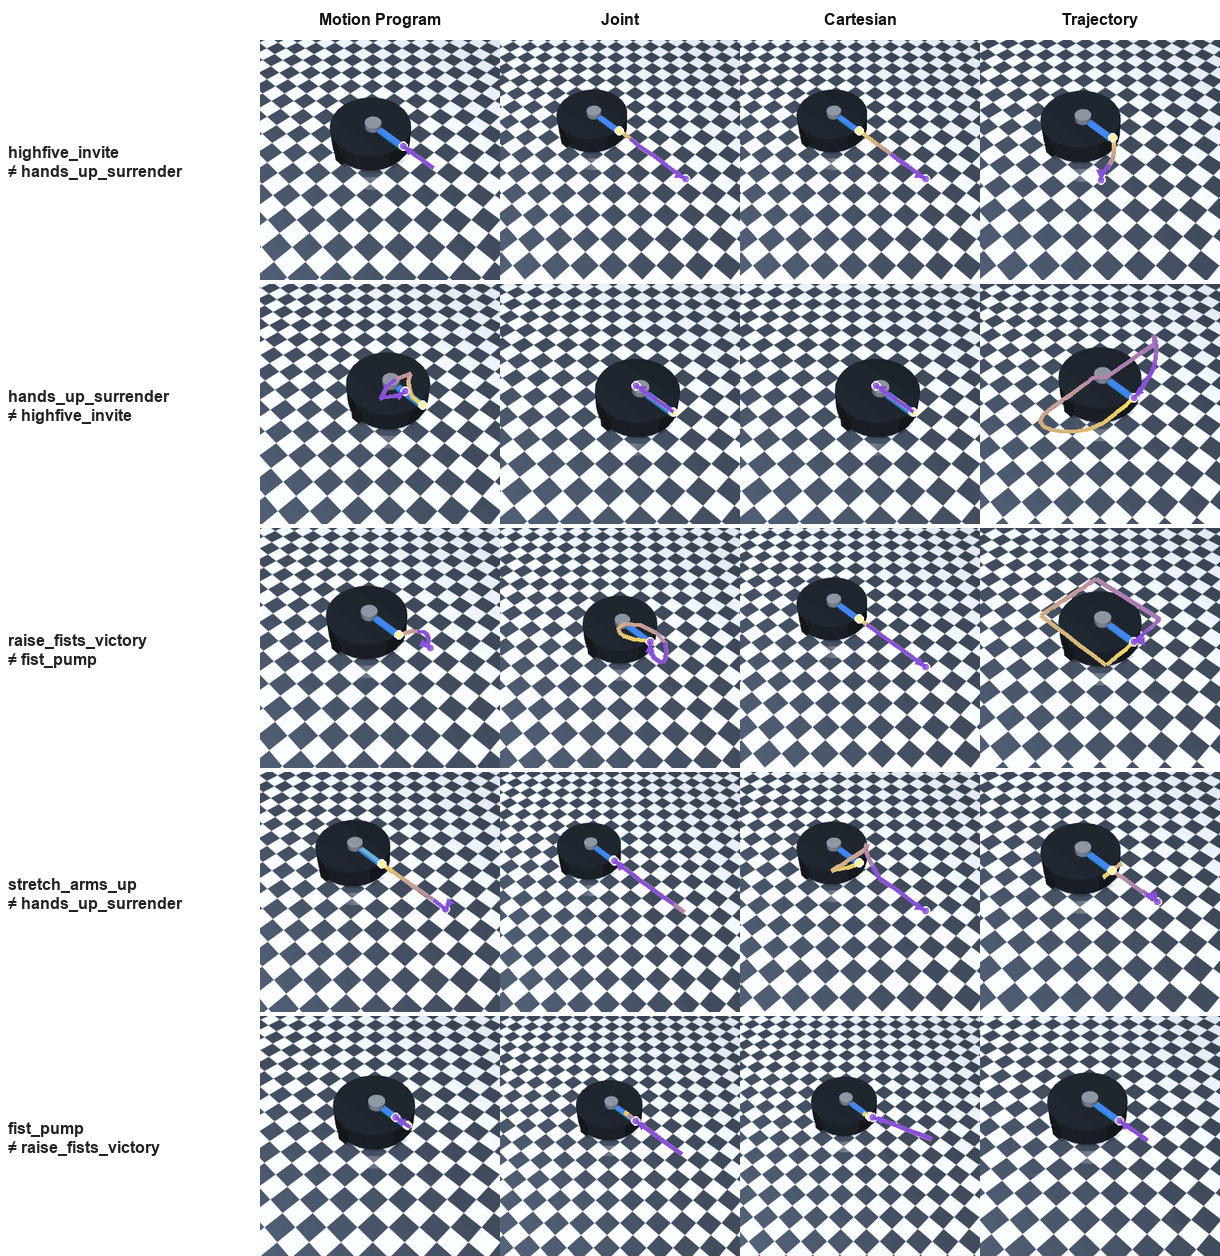 Motion Program Joint Cartesian Trajectory
highfive_invite
≠ hands_up_surrender
hands_up_surrender
≠ highfive_invite
raise_fists_victory
≠ fist_pump
stretch_arms_up
≠ hands_up_surrender
fist_pump
≠ raise_fists_victory